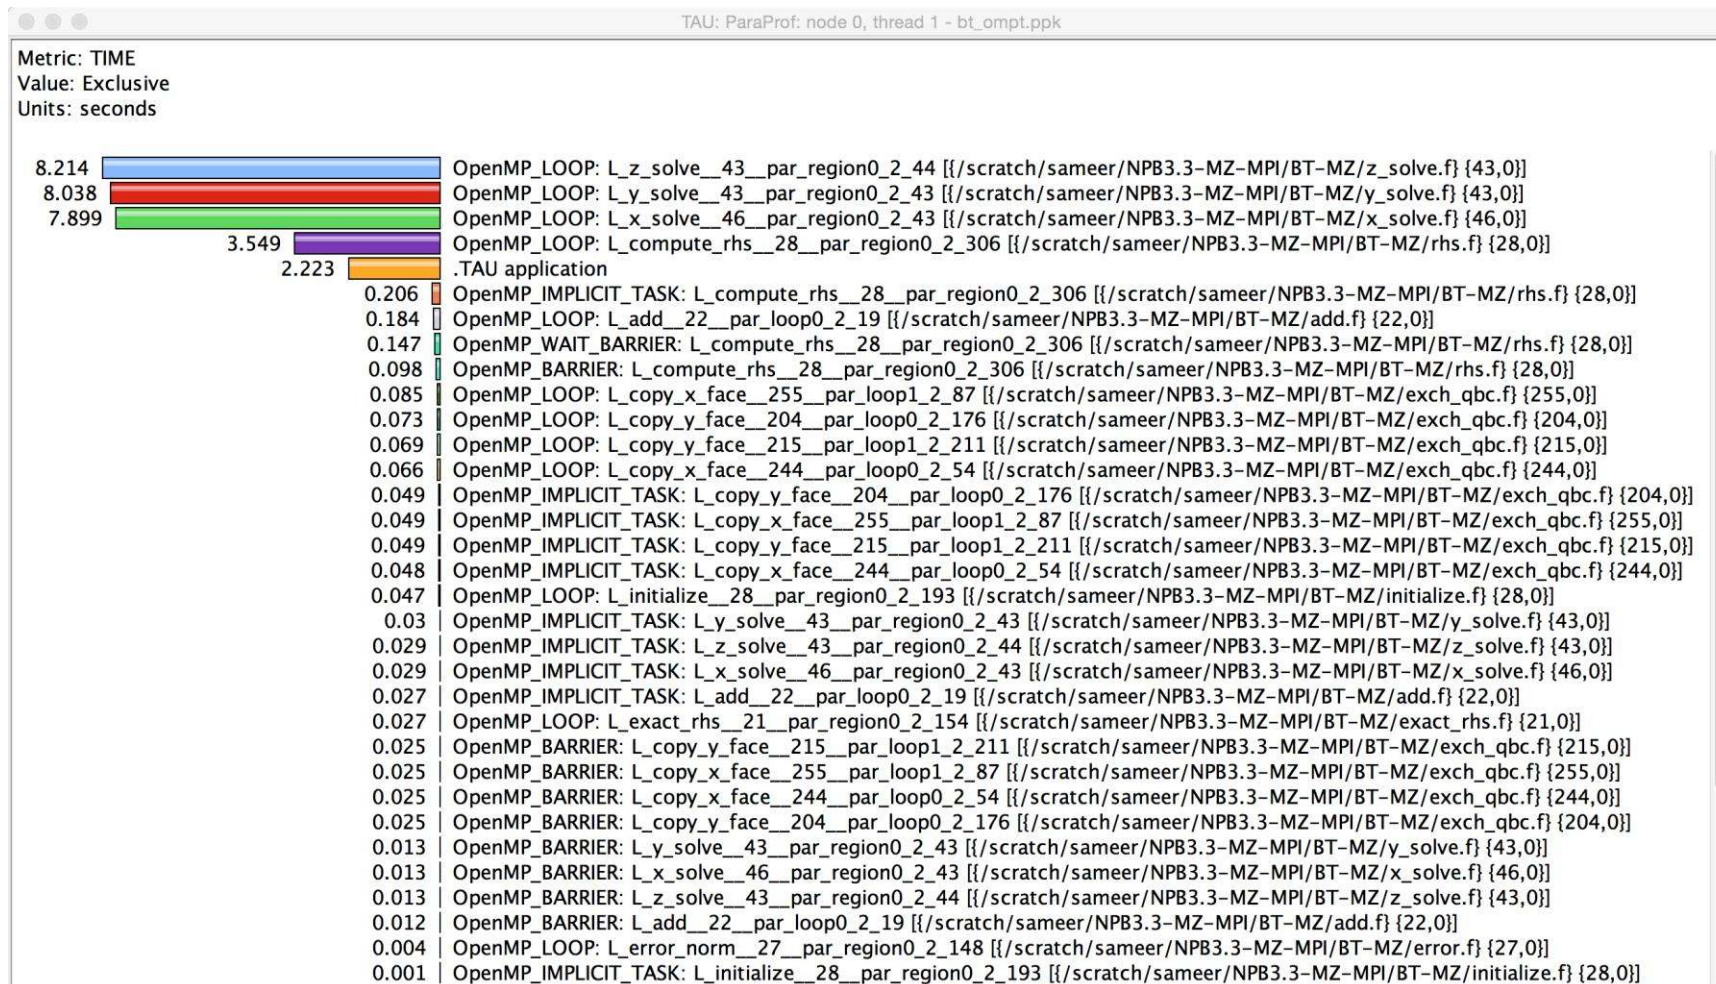 TAU: ParaProf: node 0, thread 1 - bt_ompt.ppk
Metric: TIME
Value: Exclusive
Units: seconds
8.214 OpenMP_LOOP: L_z_solve__43__par_region0_2_44 [{/scratch/sameer/NPB3.3-MZ-MPI/BT-MZ/z_solve.f} {43,0}]
8.038 OpenMP_LOOP: L_y_solve__43__par_region0_2_43 [{/scratch/sameer/NPB3.3-MZ-MPI/BT-MZ/y_solve.f} {43,0}]
7.899 OpenMP_LOOP: L_x_solve__46__par_region0_2_43 [{/scratch/sameer/NPB3.3-MZ-MPI/BT-MZ/x_solve.f} {46,0}]
3.549 OpenMP_LOOP: L_compute_rhs__28__par_region0_2_306 [{/scratch/sameer/NPB3.3-MZ-MPI/BT-MZ/rhs.f} {28,0}]
2.223 .TAU application
0.206 OpenMP_IMPLICIT_TASK: L_compute_rhs__28__par_region0_2_306 [{/scratch/sameer/NPB3.3-MZ-MPI/BT-MZ/rhs.f} {28,0}]
0.184 OpenMP_LOOP: L_add__22__par_loop0_2_19 [{/scratch/sameer/NPB3.3-MZ-MPI/BT-MZ/add.f} {22,0}]
0.147 OpenMP_WAIT_BARRIER: L_compute_rhs__28__par_region0_2_306 [{/scratch/sameer/NPB3.3-MZ-MPI/BT-MZ/rhs.f} {28,0}]
0.098 OpenMP_BARRIER: L_compute_rhs__28__par_region0_2_306 [{/scratch/sameer/NPB3.3-MZ-MPI/BT-MZ/rhs.f} {28,0}]
0.085 OpenMP_LOOP: L_copy_x_face__255__par_loop1_2_87 [{/scratch/sameer/NPB3.3-MZ-MPI/BT-MZ/exch_qbc.f} {255,0}]
0.073 OpenMP_LOOP: L_copy_y_face__204__par_loop0_2_176 [{/scratch/sameer/NPB3.3-MZ-MPI/BT-MZ/exch_qbc.f} {204,0}]
0.069 OpenMP_LOOP: L_copy_y_face__215__par_loop1_2_211 [{/scratch/sameer/NPB3.3-MZ-MPI/BT-MZ/exch_qbc.f} {215,0}]
0.066 OpenMP_LOOP: L_copy_x_face__244__par_loop0_2_54 [{/scratch/sameer/NPB3.3-MZ-MPI/BT-MZ/exch_qbc.f} {244,0}]
0.049 OpenMP_IMPLICIT_TASK: L_copy_y_face__204__par_loop0_2_176 [{/scratch/sameer/NPB3.3-MZ-MPI/BT-MZ/exch_qbc.f} {204,0}]
0.049 OpenMP_IMPLICIT_TASK: L_copy_x_face__255__par_loop1_2_87 [{/scratch/sameer/NPB3.3-MZ-MPI/BT-MZ/exch_qbc.f} {255,0}]
0.049 OpenMP_IMPLICIT_TASK: L_copy_y_face__215__par_loop1_2_211 [{/scratch/sameer/NPB3.3-MZ-MPI/BT-MZ/exch_qbc.f} {215,0}]
0.048 OpenMP_IMPLICIT_TASK: L_copy_x_face__244__par_loop0_2_54 [{/scratch/sameer/NPB3.3-MZ-MPI/BT-MZ/exch_qbc.f} {244,0}]
0.047 OpenMP_LOOP: L_initialize__28__par_region0_2_193 [{/scratch/sameer/NPB3.3-MZ-MPI/BT-MZ/initialize.f} {28,0}]
0.03 OpenMP_IMPLICIT_TASK: L_y_solve__43__par_region0_2_43 [{/scratch/sameer/NPB3.3-MZ-MPI/BT-MZ/y_solve.f} {43,0}]
0.029 OpenMP_IMPLICIT_TASK: L_z_solve__43__par_region0_2_44 [{/scratch/sameer/NPB3.3-MZ-MPI/BT-MZ/z_solve.f} {43,0}]
0.029 OpenMP_IMPLICIT_TASK: L_x_solve__46__par_region0_2_43 [{/scratch/sameer/NPB3.3-MZ-MPI/BT-MZ/x_solve.f} {46,0}]
0.027 OpenMP_IMPLICIT_TASK: L_add__22__par_loop0_2_19 [{/scratch/sameer/NPB3.3-MZ-MPI/BT-MZ/add.f} {22,0}]
0.027 OpenMP_LOOP: L_exact_rhs__21__par_region0_2_154 [{/scratch/sameer/NPB3.3-MZ-MPI/BT-MZ/exact_rhs.f} {21,0}]
0.025 OpenMP_BARRIER: L_copy_y_face__215__par_loop1_2_211 [{/scratch/sameer/NPB3.3-MZ-MPI/BT-MZ/exch_qbc.f} {215,0}]
0.025 OpenMP_BARRIER: L_copy_x_face__255__par_loop1_2_87 [{/scratch/sameer/NPB3.3-MZ-MPI/BT-MZ/exch_qbc.f} {255,0}]
0.025 OpenMP_BARRIER: L_copy_x_face__244__par_loop0_2_54 [{/scratch/sameer/NPB3.3-MZ-MPI/BT-MZ/exch_qbc.f} {244,0}]
0.025 OpenMP_BARRIER: L_copy_y_face__204__par_loop0_2_176 [{/scratch/sameer/NPB3.3-MZ-MPI/BT-MZ/exch_qbc.f} {204,0}]
0.013 OpenMP_BARRIER: L_y_solve__43__par_region0_2_43 [{/scratch/sameer/NPB3.3-MZ-MPI/BT-MZ/y_solve.f} {43,0}]
0.013 OpenMP_BARRIER: L_x_solve__46__par_region0_2_43 [{/scratch/sameer/NPB3.3-MZ-MPI/BT-MZ/x_solve.f} {46,0}]
0.013 OpenMP_BARRIER: L_z_solve__43__par_region0_2_44 [{/scratch/sameer/NPB3.3-MZ-MPI/BT-MZ/z_solve.f} {43,0}]
0.012 OpenMP_BARRIER: L_add__22__par_loop0_2_19 [{/scratch/sameer/NPB3.3-MZ-MPI/BT-MZ/add.f} {22,0}]
0.004 OpenMP_LOOP: L_error_norm__27__par_region0_2_148 [{/scratch/sameer/NPB3.3-MZ-MPI/BT-MZ/error.f} {27,0}]
0.001 OpenMP_IMPLICIT_TASK: L_initialize__28__par_region0_2_193 [{/scratch/sameer/NPB3.3-MZ-MPI/BT-MZ/initialize.f} {28,0}]